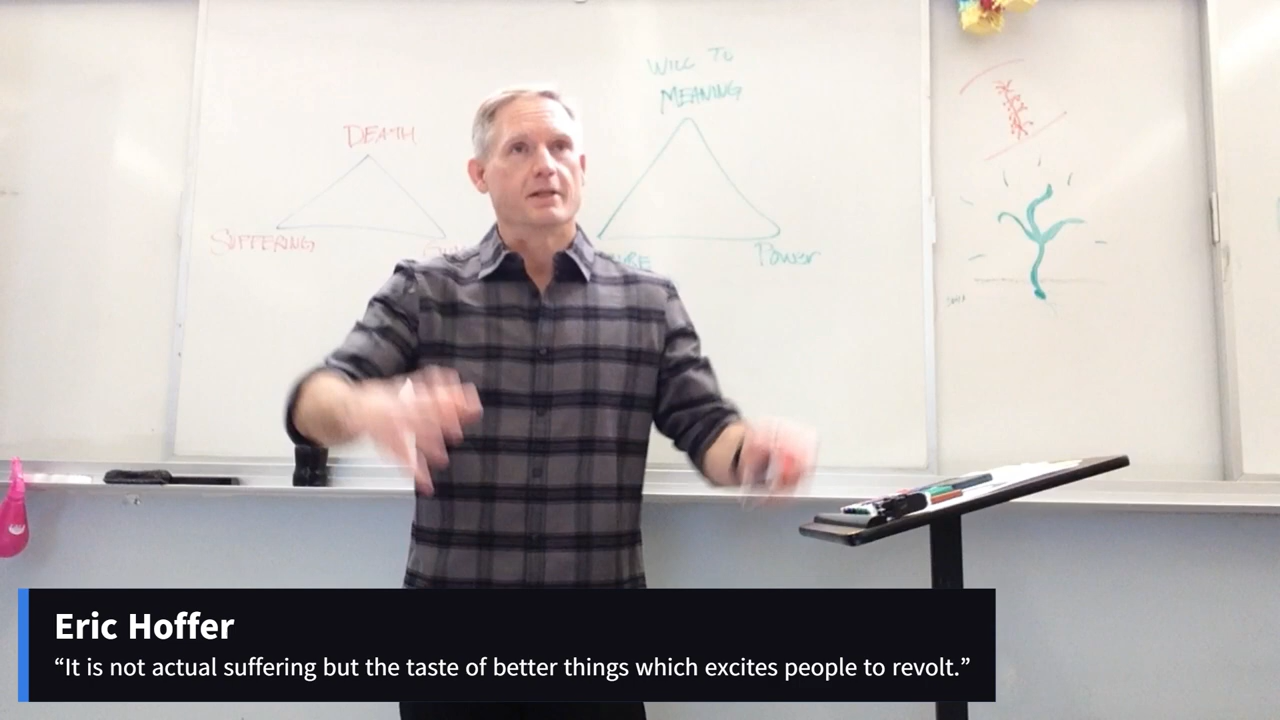 WILL TO
MEANING
DEATH
SUFFERING
Power
Eric Hoffer
“It is not actual suffering but the taste of better things which excites people to revolt.”